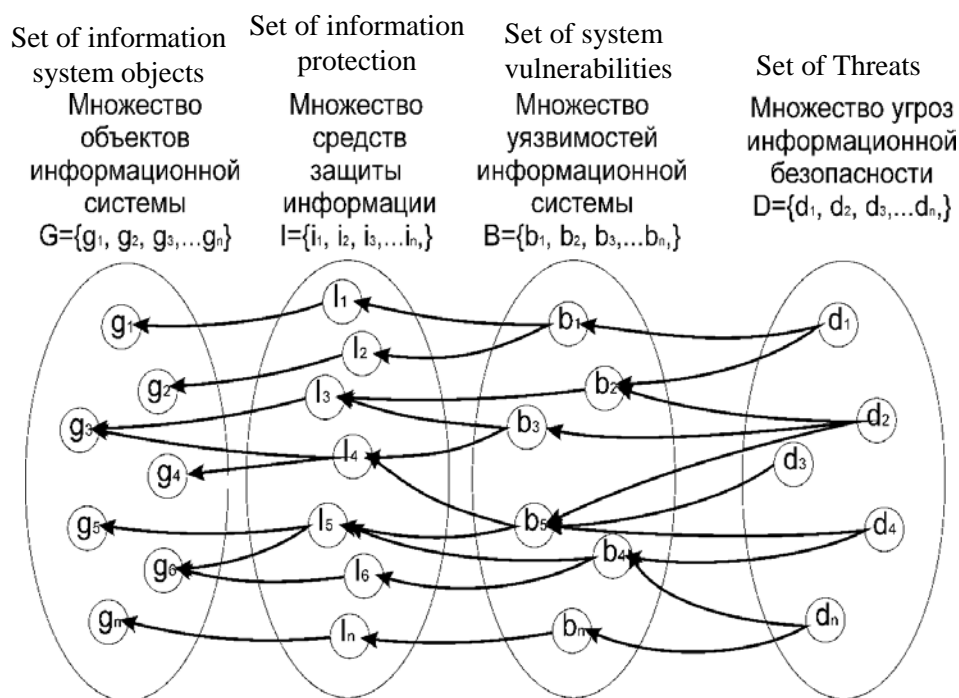 Set of information
system objects
Множество
объектов
информационной
системы
G={g₁, g₂, g₃,...gₙ}
Set of information
protection
Множество
средств
защиты
информации
I={i₁, i₂, i₃,...iₙ,}
Set of system
vulnerabilities
Множество
уязвимостей
информационной
системы
B={b₁, b₂, b₃,...bₙ,}
Set of Threats
Множество угроз
информационной
безопасности
D={d₁, d₂, d₃,...dₙ,}
g₁
g₂
g₃
g₄
g₅
g₆
gₙ
I₁
I₂
I₃
I₄
I₅
I₆
Iₙ
b₁
b₂
b₃
b₅
b₄
bₙ
d₁
d₂
d₃
d₄
dₙ